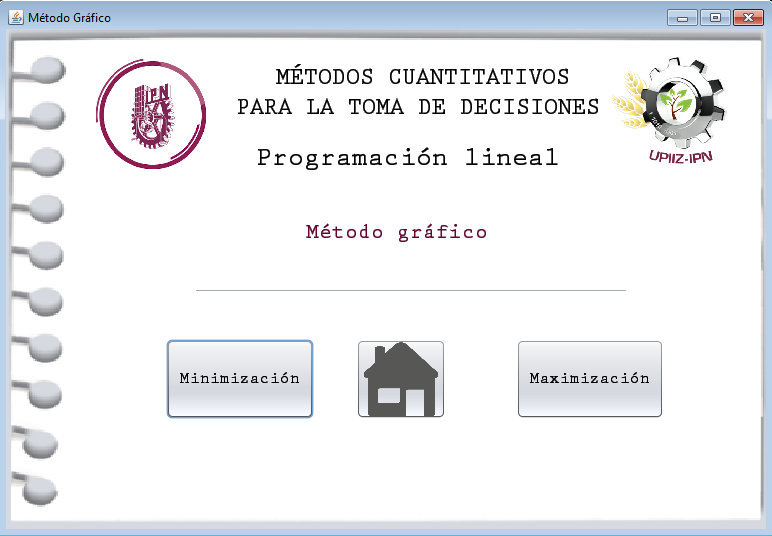 Método Gráfico
MÉTODOS CUANTITATIVOS
PARA LA TOMA DE DECISIONES
Programación lineal
IPN
UPIIZ-IPN
Método gráfico
Minimización
Maximización